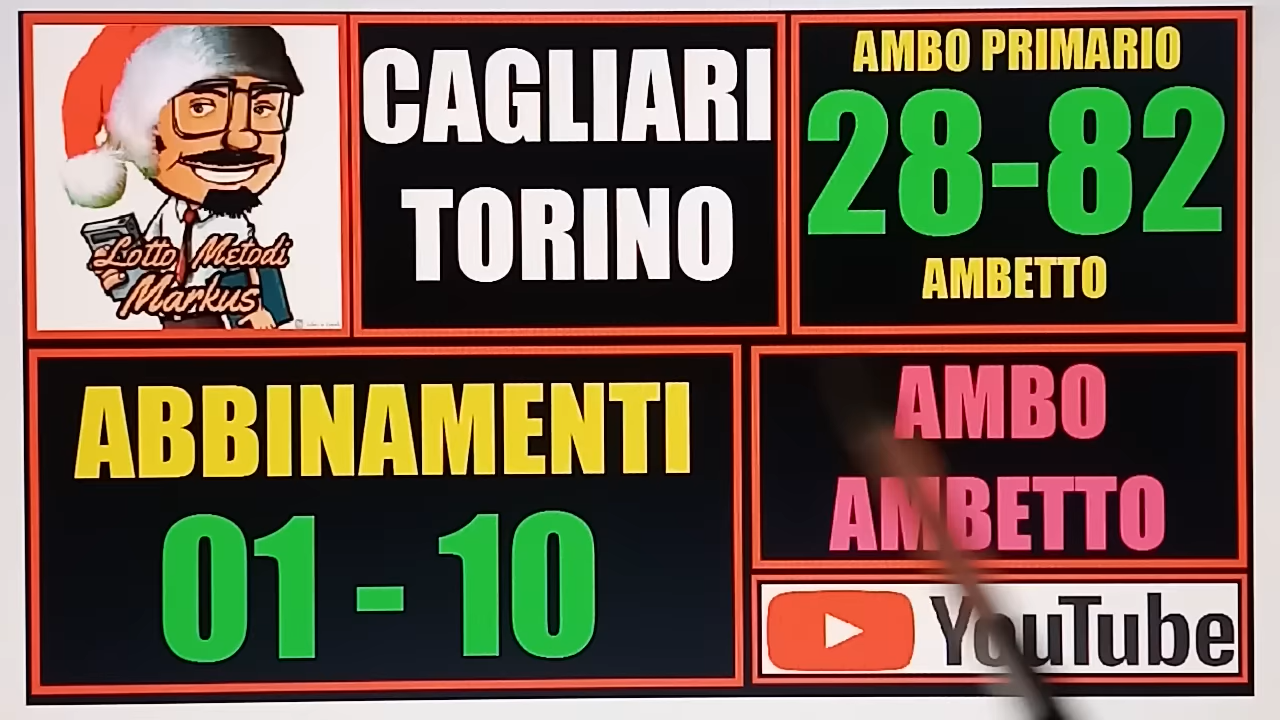 Lotto Metodi
Markus
CAGLIARI
TORINO
AMBO PRIMARIO
28-82
AMBETTO
ABBINAMENTI
01 - 10
AMBO
AMBETTO
YouTube